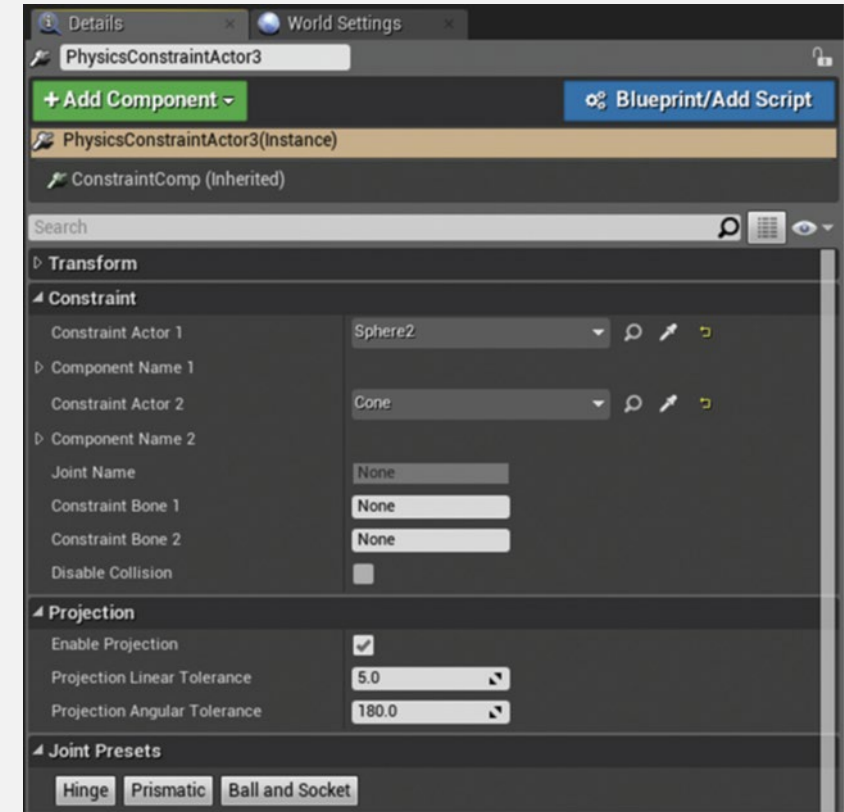 Details World Settings
PhysicsConstraintActor3
+ Add Component Blueprint/Add Script
PhysicsConstraintActor3(Instance)
ConstraintComp (Inherited)
Search
Transform
Constraint
Constraint Actor 1 Sphere2
Component Name 1
Constraint Actor 2 Cone
Component Name 2
Joint Name None
Constraint Bone 1 None
Constraint Bone 2 None
Disable Collision
Projection
Enable Projection
Projection Linear Tolerance 5.0
Projection Angular Tolerance 180.0
Joint Presets
Hinge Prismatic Ball and Socket